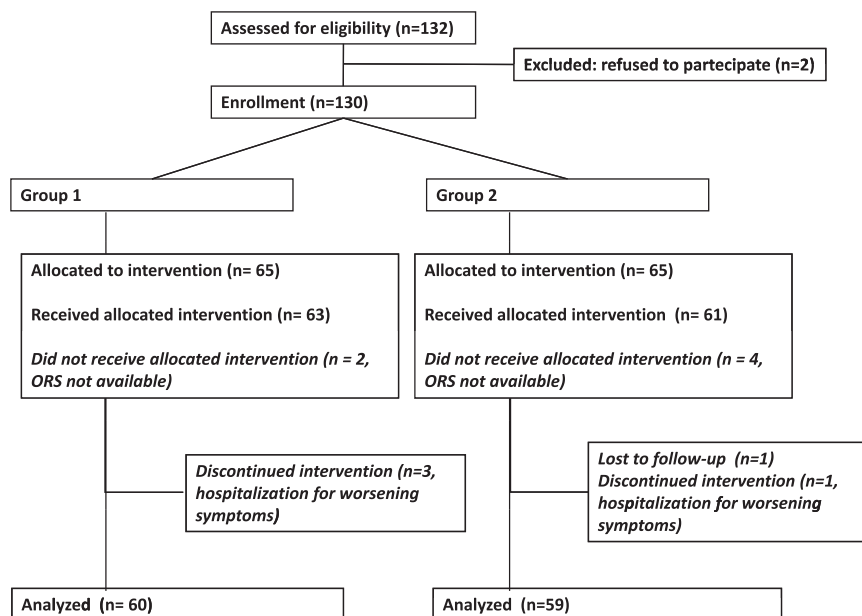 Assessed for eligibility (n=132)
Excluded: refused to partecipate (n=2)
Enrollment (n=130)
Group 1
Group 2
Allocated to intervention (n= 65)
Received allocated intervention (n= 63)
Did not receive allocated intervention (n = 2,
ORS not available)
Allocated to intervention (n= 65)
Received allocated intervention  (n= 61)
Did not receive allocated intervention (n = 4,
ORS not available)
Discontinued intervention (n=3,
hospitalization for worsening
symptoms)
Lost to follow-up  (n=1)
Discontinued intervention (n=1,
hospitalization for worsening
symptoms)
Analyzed  (n= 60)
Analyzed  (n=59)